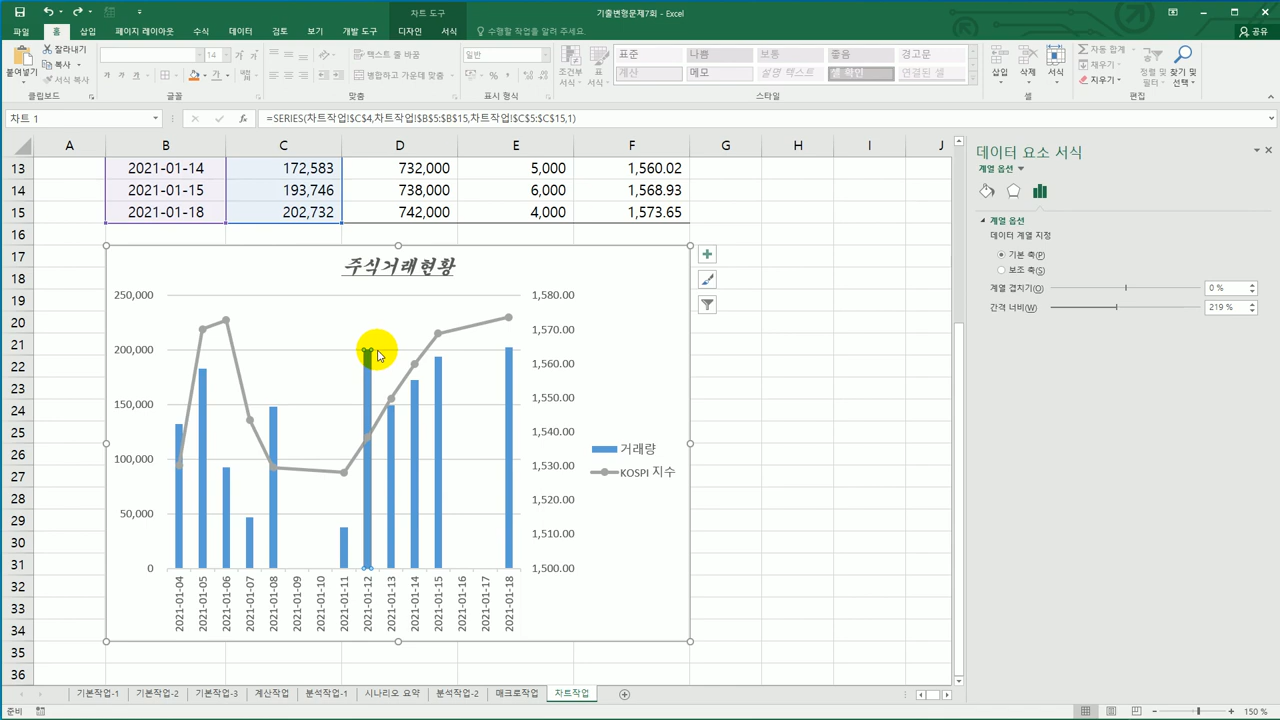 차트 도구
기출변형문제7회 - Excel
파일 홈 삽입 페이지 레이아웃 수식 데이터 검토 보기 개발 도구 디자인 서식 수행할 작업을 알려 주세요. 공유
붙여넣기 잘라내기 복사 서식 복사
14
가 가 가 가 가
텍스트 줄 바꿈
병합하고 가운데 맞춤
일반
%
조건부 서식 표 서식
표준 나쁨 보통 좋음 경고문
계산 메모 설명 텍스트 셀 확인 연결된 셀
삽입 삭제 서식
자동 합계 채우기 지우기
정렬 및 필터 찾기 및 선택
클립보드 글꼴 맞춤 표시 형식 스타일 셀 편집
차트 1 fx =SERIES(차트작업!$C$4,차트작업!$B$5:$B$15,차트작업!$C$5:$C$15,1)
A B C D E F G H I J
13 2021-01-14 172,583 732,000 5,000 1,560.02
14 2021-01-15 193,746 738,000 6,000 1,568.93
15 2021-01-18 202,732 742,000 4,000 1,573.65
16
17
18
19
20
21
22
23
24
25
26
27
28
29
30
31
32
33
34
35
36
주식거래현황
250,000
200,000
150,000
100,000
50,000
0
1,580.00
1,570.00
1,560.00
1,550.00
1,540.00
1,530.00
1,520.00
1,510.00
1,500.00
거래량
KOSPI 지수
2021-01-04
2021-01-05
2021-01-06
2021-01-07
2021-01-08
2021-01-09
2021-01-10
2021-01-11
2021-01-12
2021-01-13
2021-01-14
2021-01-15
2021-01-16
2021-01-17
2021-01-18
데이터 요소 서식
계열 옵션
계열 옵션
데이터 계열 지정
기본 축(P)
보조 축(S)
계열 겹치기(O) 0 %
간격 너비(W) 219 %
기본작업-1 기본작업-2 기본작업-3 계산작업 분석작업-1 시나리오 요약 분석작업-2 매크로작업 차트작업
준비 150 %